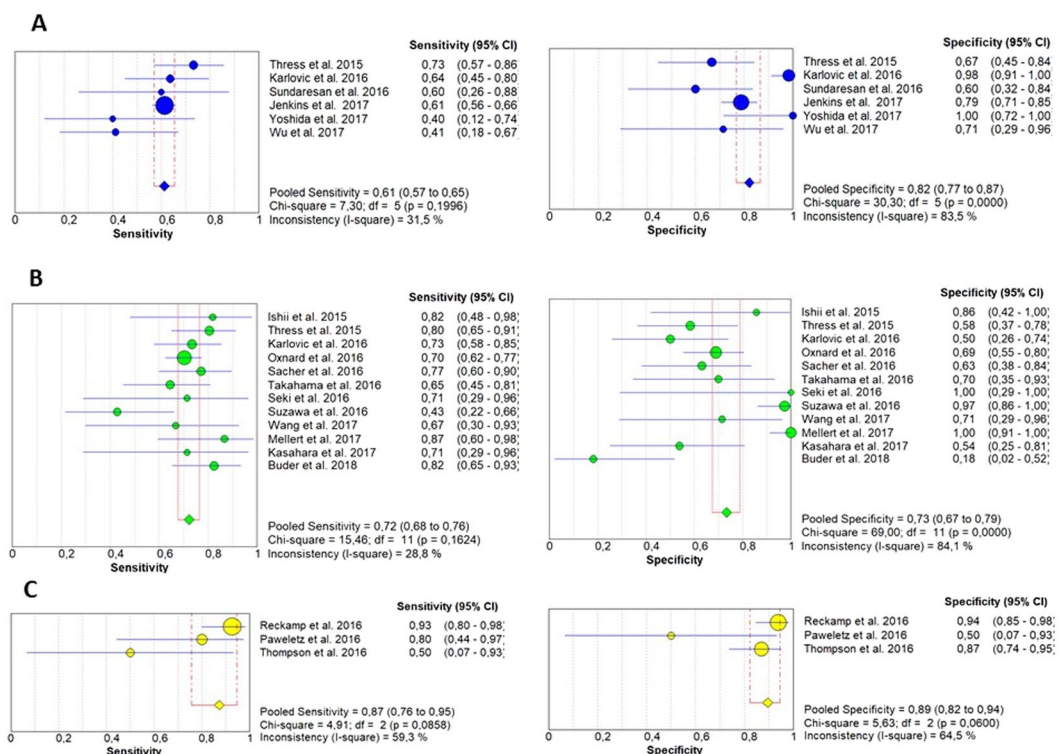 A
Sensitivity (95% CI)
Thress et al. 2015 0,73 (0,57 - 0,86
Karlovic et al. 2016 0,64 (0,45 - 0,80
Sundaresan et al. 2016 0,60 (0,26 - 0,88
Jenkins et al. 2017 0,61 (0,56 - 0,66
Yoshida et al. 2017 0,40 (0,12 - 0,74
Wu et al. 2017 0,41 (0,18 - 0,67
Pooled Sensitivity = 0,61 (0,57 to 0,65)
Chi-square = 7,30; df = 5 (p = 0,1996)
Inconsistency (I-square) = 31,5 %
0 0,2 0,4 0,6 0,8 1
Sensitivity
Specificity (95% CI)
Thress et al. 2015 0,67 (0,45 - 0,84
Karlovic et al. 2016 0,98 (0,91 - 1,00
Sundaresan et al. 2016 0,60 (0,32 - 0,84
Jenkins et al. 2017 0,79 (0,71 - 0,85
Yoshida et al. 2017 1,00 (0,72 - 1,00
Wu et al. 2017 0,71 (0,29 - 0,96
Pooled Specificity = 0,82 (0,77 to 0,87)
Chi-square = 30,30; df = 5 (p = 0,0000)
Inconsistency (I-square) = 83,5 %
0 0,2 0,4 0,6 0,8 1
Specificity
B
Sensitivity (95% CI)
Ishii et al. 2015 0,82 (0,48 - 0,98)
Thress et al. 2015 0,80 (0,65 - 0,91)
Karlovic et al. 2016 0,73 (0,58 - 0,85)
Oxnard et al. 2016 0,70 (0,62 - 0,77)
Sacher et al. 2016 0,77 (0,60 - 0,90)
Takahama et al. 2016 0,65 (0,45 - 0,81)
Seki et al. 2016 0,71 (0,29 - 0,96)
Suzawa et al. 2016 0,43 (0,22 - 0,66)
Wang et al. 2017 0,67 (0,30 - 0,93)
Mellert et al. 2017 0,87 (0,60 - 0,98)
Kasahara et al. 2017 0,71 (0,29 - 0,96)
Buder et al. 2018 0,82 (0,65 - 0,93)
Pooled Sensitivity = 0,72 (0,68 to 0,76)
Chi-square = 15,46; df = 11 (p = 0,1624)
Inconsistency (I-square) = 28,8 %
0 0,2 0,4 0,6 0,8 1
Sensitivity
Specificity (95% CI)
Ishii et al. 2015 0,86 (0,42 - 1,00)
Thress et al. 2015 0,58 (0,37 - 0,78)
Karlovic et al. 2016 0,50 (0,26 - 0,74)
Oxnard et al. 2016 0,69 (0,55 - 0,80)
Sacher et al. 2016 0,63 (0,38 - 0,84)
Takahama et al. 2016 0,70 (0,35 - 0,93)
Seki et al. 2016 1,00 (0,29 - 1,00)
Suzawa et al. 2016 0,97 (0,86 - 1,00)
Wang et al. 2017 0,71 (0,29 - 0,96)
Mellert et al. 2017 1,00 (0,91 - 1,00)
Kasahara et al. 2017 0,54 (0,25 - 0,81)
Buder et al. 2018 0,18 (0,02 - 0,52)
Pooled Specificity = 0,73 (0,67 to 0,79)
Chi-square = 69,00; df = 11 (p = 0,0000)
Inconsistency (I-square) = 84,1 %
0 0,2 0,4 0,6 0,8 1
Specificity
C
Sensitivity (95% CI)
Reckamp et al. 2016 0,93 (0,80 - 0,98)
Paweletz et al. 2016 0,80 (0,44 - 0,97)
Thompson et al. 2016 0,50 (0,07 - 0,93)
Pooled Sensitivity = 0,87 (0,76 to 0,95)
Chi-square = 4,91; df = 2 (p = 0,0858)
Inconsistency (I-square) = 59,3 %
0 0,2 0,4 0,6 0,8 1
Sensitivity
Specificity (95% CI)
Reckamp et al. 2016 0,94 (0,85 - 0,98)
Paweletz et al. 2016 0,50 (0,07 - 0,93)
Thompson et al. 2016 0,87 (0,74 - 0,95)
Pooled Specificity = 0,89 (0,82 to 0,94)
Chi-square = 5,63; df = 2 (p = 0,0600)
Inconsistency (I-square) = 64,5 %
0 0,2 0,4 0,6 0,8 1
Specificity